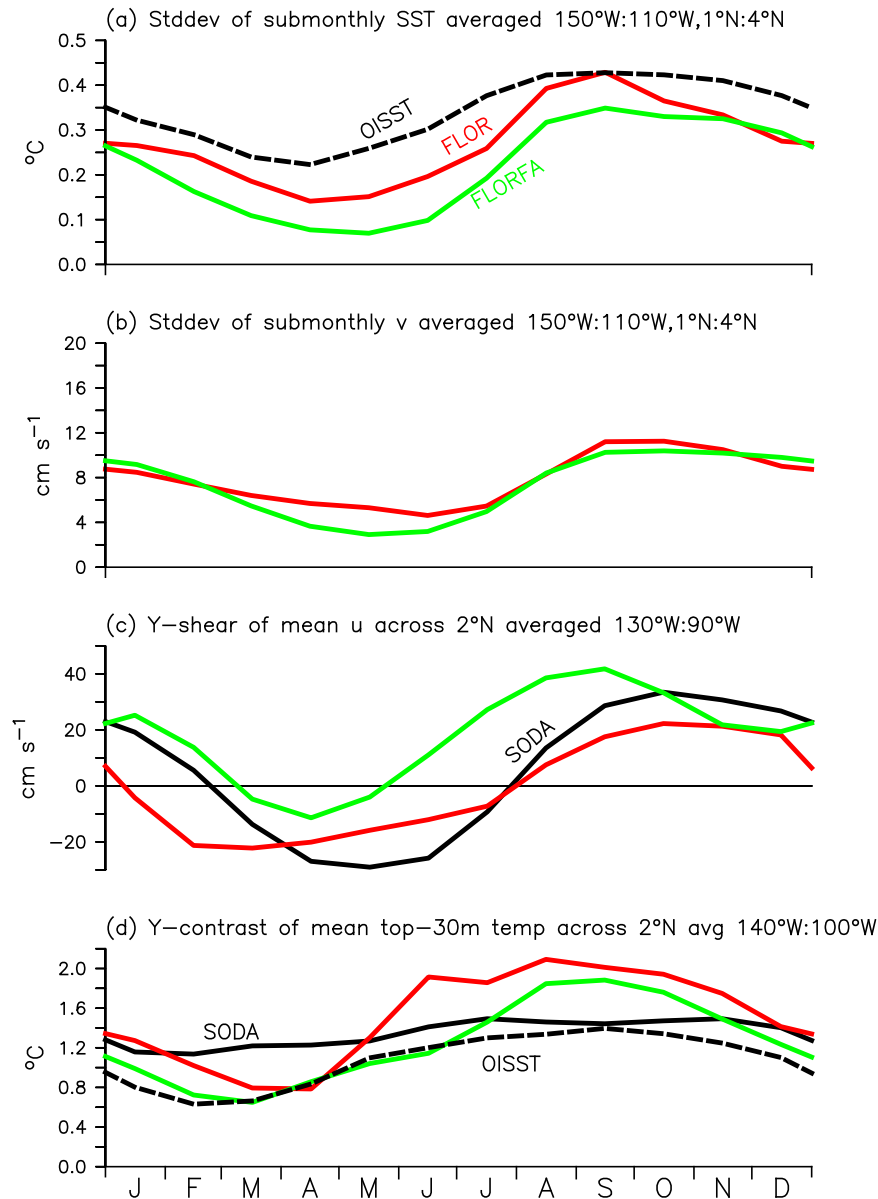 (a) Stddev of submonthly SST averaged 150°W:110°W,1°N:4°N
0.5
0.4
0.3
0.2
0.1
0.0
°C
OISST
FLOR
FLORFA
(b) Stddev of submonthly v averaged 150°W:110°W,1°N:4°N
20
16
12
8
4
0
cm s⁻¹
(c) Y−shear of mean u across 2°N averaged 130°W:90°W
40
20
0
−20
cm s⁻¹
SODA
(d) Y−contrast of mean top−30m temp across 2°N avg 140°W:100°W
2.0
1.6
1.2
0.8
0.4
0.0
°C
SODA
OISST
J F M A M J J A S O N D